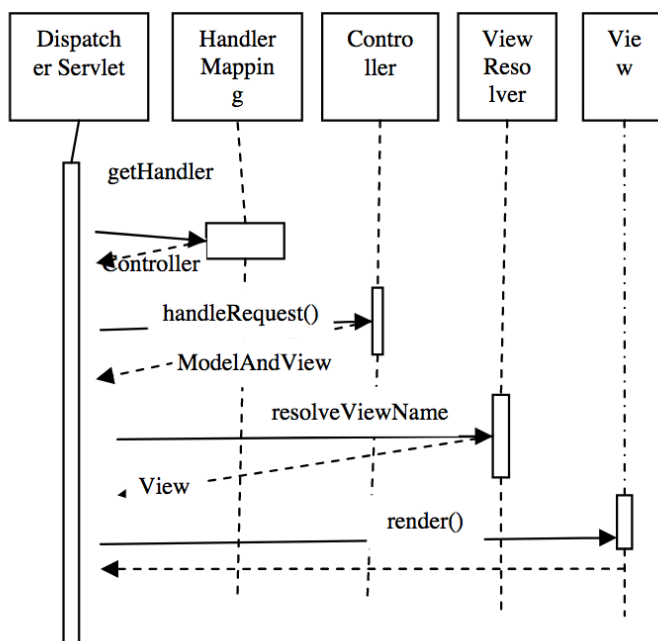 Dispatch
er Servlet
Handler
Mappin
g
Contro
ller
View
Reso
lver
Vie
w
getHandler
Controller
handleRequest()
ModelAndView
resolveViewName
View
render()